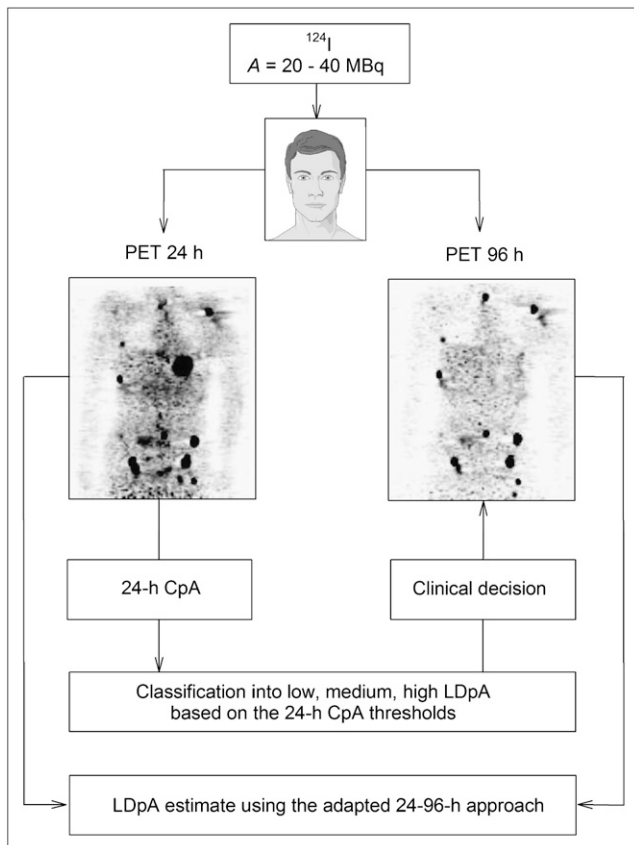 ¹²⁴I
A = 20 - 40 MBq
PET 24 h
PET 96 h
24-h CpA
Clinical decision
Classification into low, medium, high LDpA
based on the 24-h CpA thresholds
LDpA estimate using the adapted 24-96-h approach